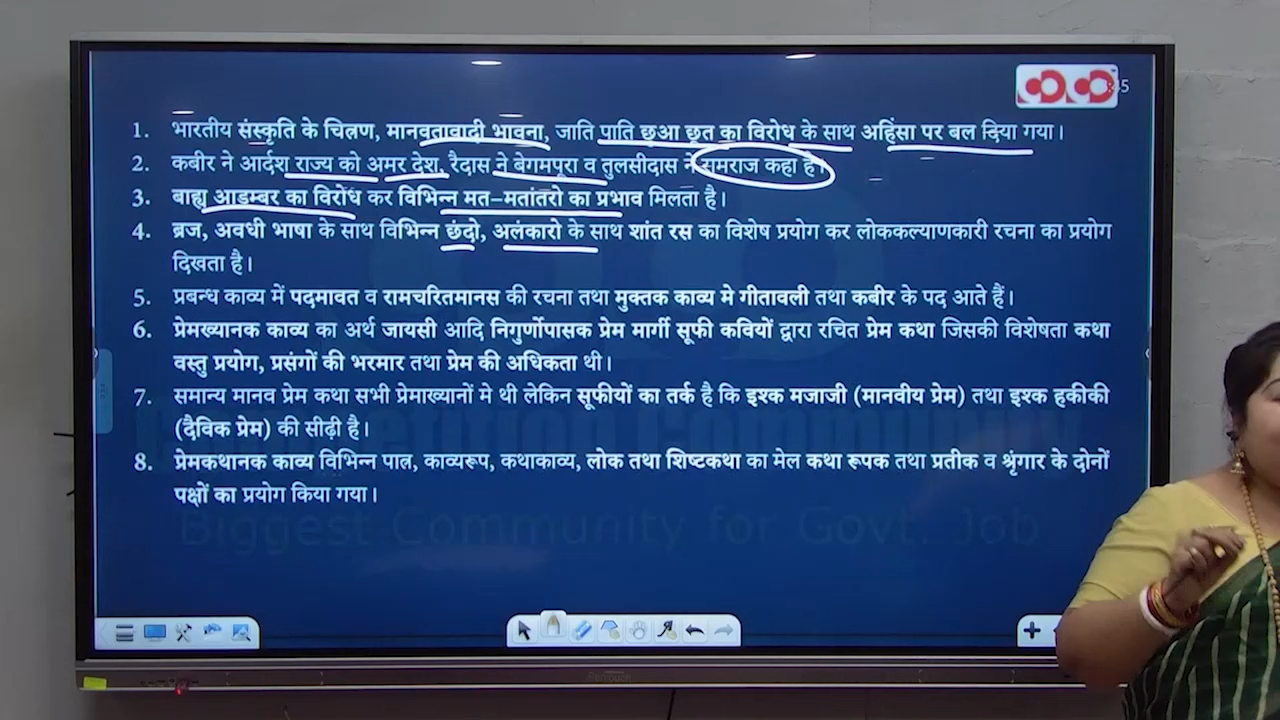 1. भारतीय संस्कृति के चित्रण, मानवतावादी भावना, जाति पाति छआ छत का विरोध के साथ अहिंसा पर बल दिया गया।
2. कबीर ने आर्दश राज्य को अमर देश, रैदास ने बेगमपूरा व तुलसीदास ने रामराज कहा है।
3. बाह्य आडम्बर का विरोध कर विभिन्न मत–मतांतरो का प्रभाव मिलता है।
4. ब्रज, अवधी भाषा के साथ विभिन्न छंदो, अलंकारो के साथ शांत रस का विशेष प्रयोग कर लोककल्याणकारी रचना का प्रयोग
दिखता है।
5. प्रबन्ध काव्य में पदमावत व रामचरितमानस की रचना तथा मुक्तक काव्य मे गीतावली तथा कबीर के पद आते हैं।
6. प्रेमख्यानक काव्य का अर्थ जायसी आदि निगुर्णोपासक प्रेम मार्गी सूफी कवियों द्वारा रचित प्रेम कथा जिसकी विशेषता कथा
वस्तु प्रयोग, प्रसंगों की भरमार तथा प्रेम की अधिकता थी।
7. समान्य मानव प्रेम कथा सभी प्रेमाख्यानों मे थी लेकिन सूफीयों का तर्क है कि इश्क मजाजी (मानवीय प्रेम) तथा इश्क हकीकी
(दैविक प्रेम) की सीढ़ी है।
8. प्रेमकथानक काव्य विभिन्न पात्र, काव्यरूप, कथाकाव्य, लोक तथा शिष्टकथा का मेल कथा रूपक तथा प्रतीक व श्रृंगार के दोनों
पक्षों का प्रयोग किया गया।
Biggest Community for Govt. Job